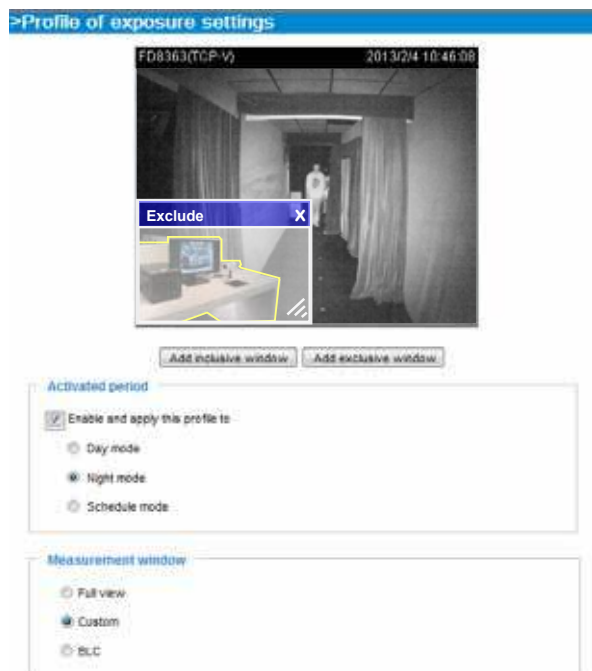 >Profile of exposure settings
FD8363(TCP-V) 2013/2/4 10:46:08
Exclude X
Add inclusive window Add exclusive window
Activated period
Enable and apply this profile to
Day mode
Night mode
Schedule mode
Measurement window
Full view
Custom
BLC